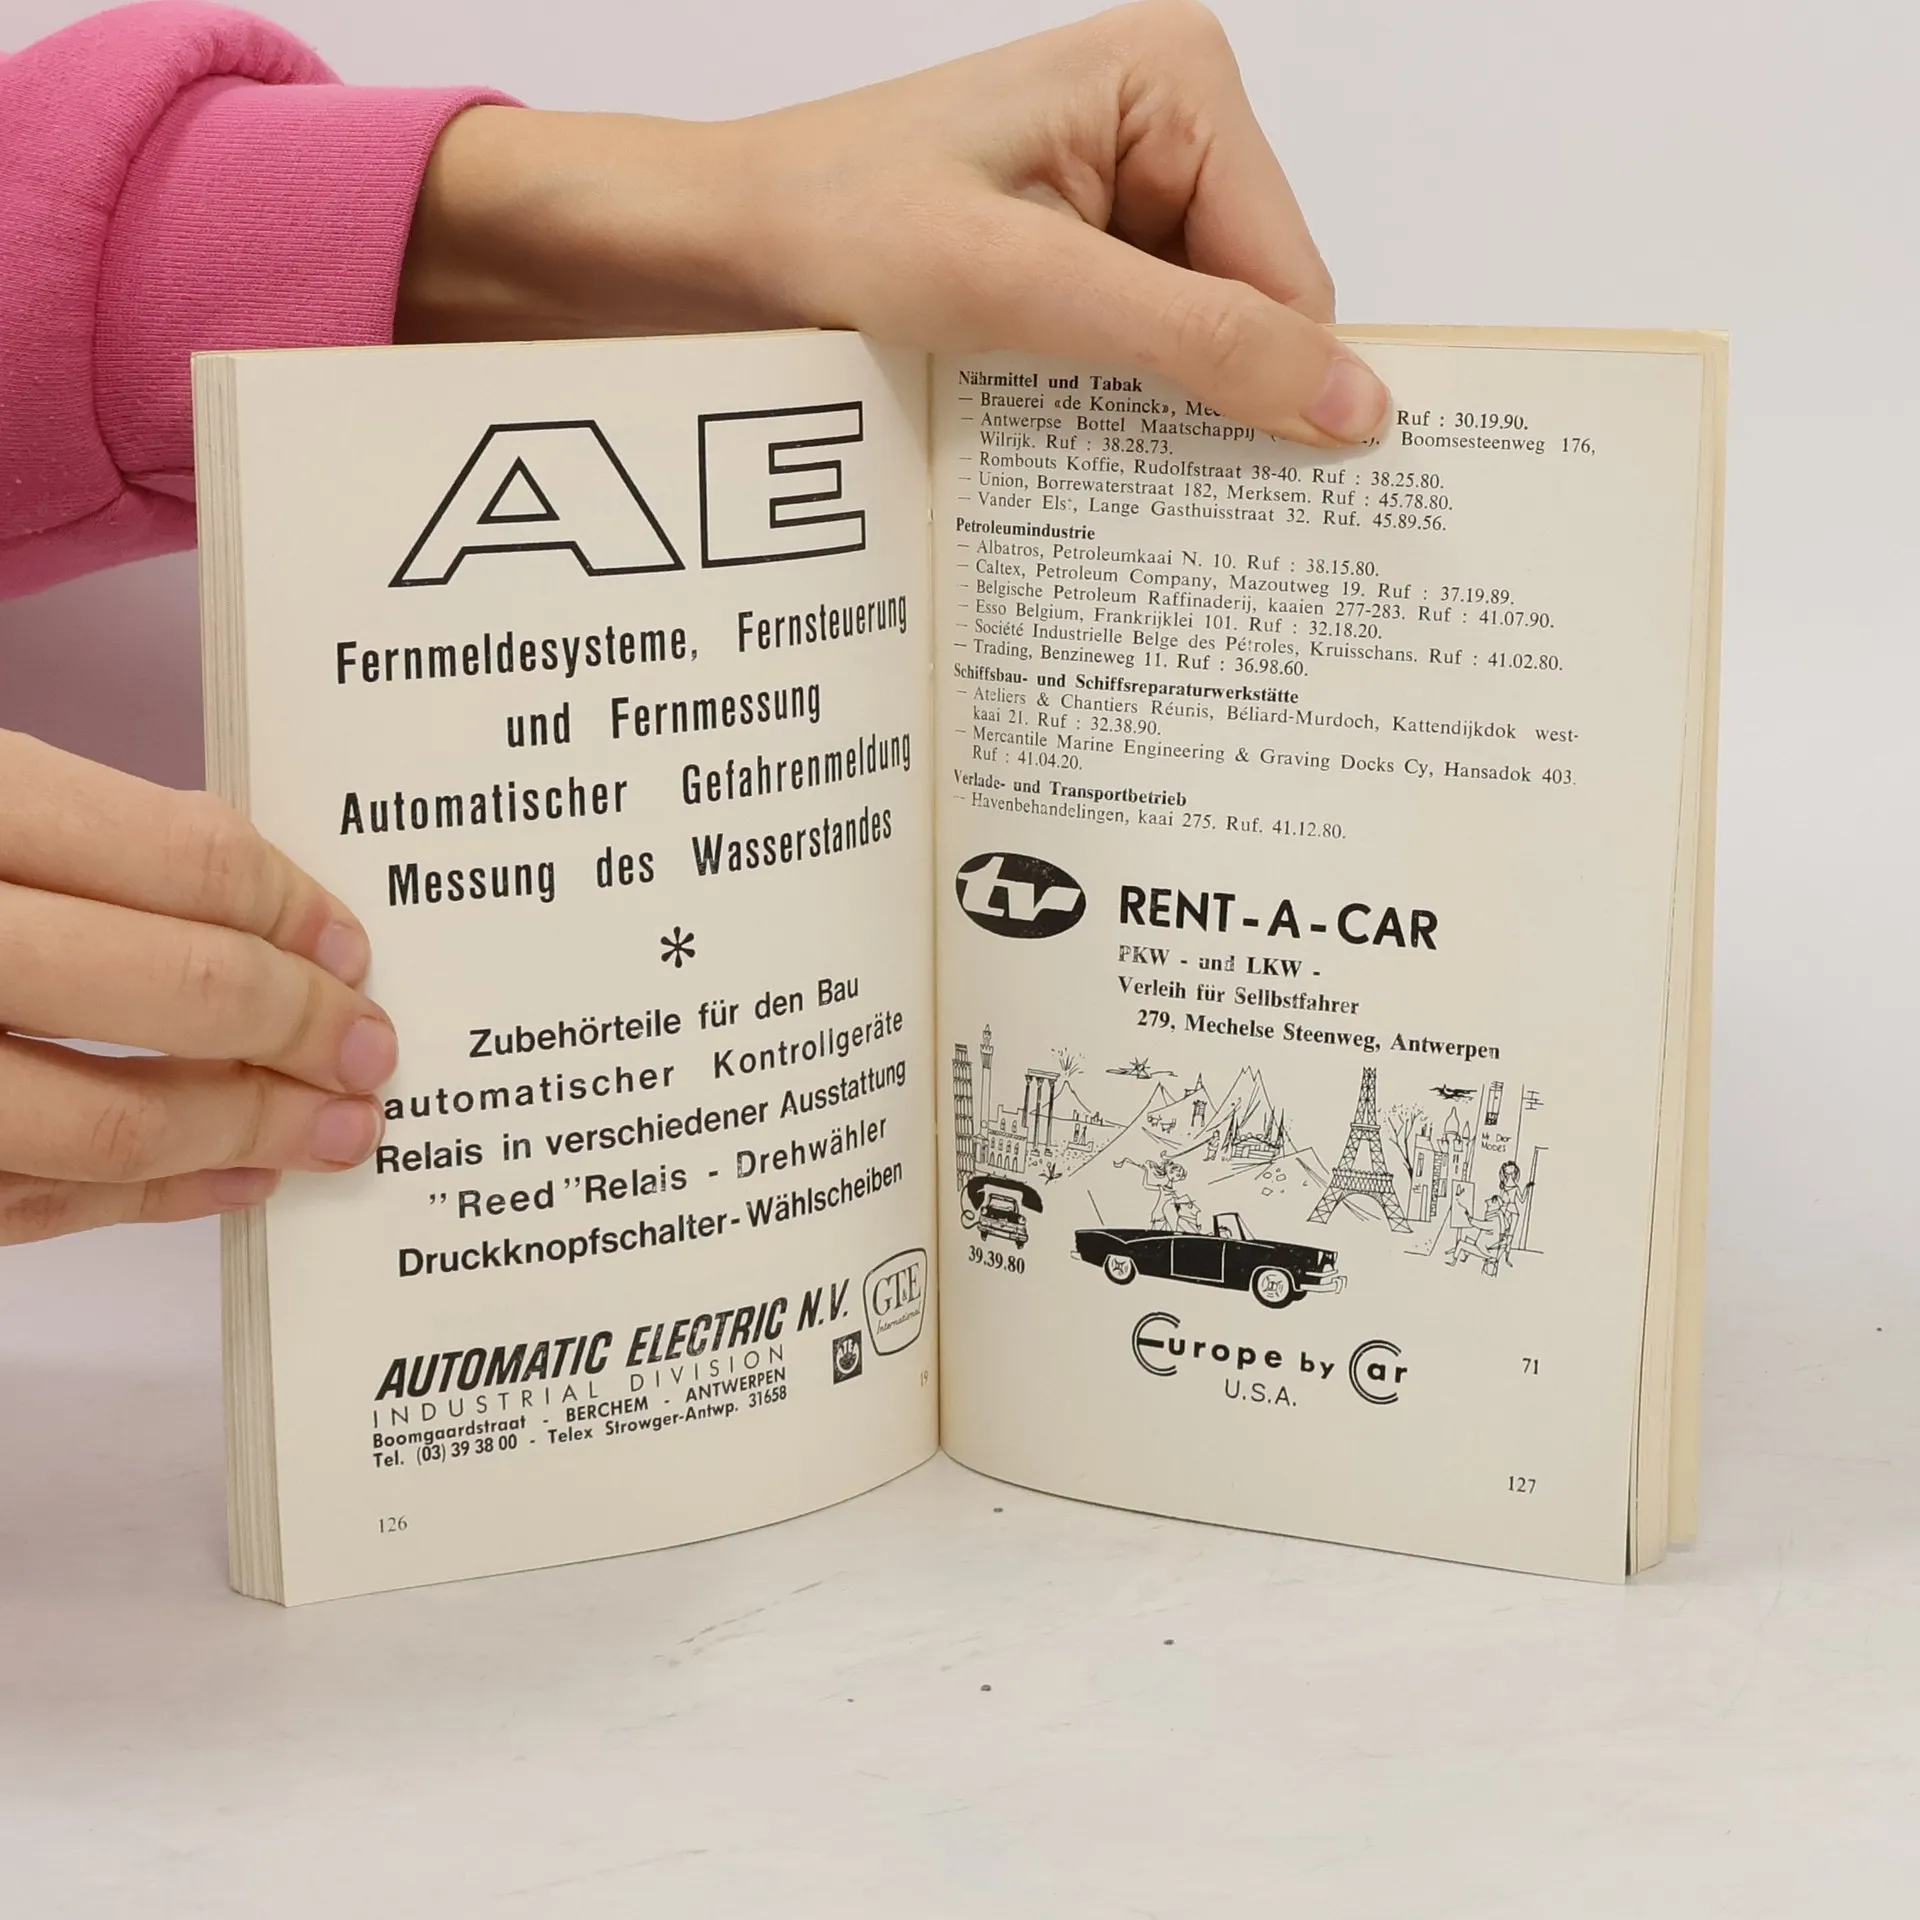 AE
Fernmeldesysteme, Fernsteuerung
und Fernmessung
Automatischer Gefahrenmeldung
Messung des Wasserstandes
*
Zubehörteile für den Bau
automatischer Kontrollgeräte
Relais in verschiedener Ausstattung
"Reed"Relais - Drehwähler
Druckknopfschalter-Wählscheiben
AUTOMATIC ELECTRIC N.V.
INDUSTRIAL DIVISION
Boomgaardstraat - BERCHEM - ANTWERPEN
Tel. (03) 39 38 00 - Telex Strowger-Antwp. 31658
GT&E
International
19
126
Nährmittel und Tabak
— Brauerei «de Koninck», Ruf : 30.19.90.
— Antwerpse Bottel Maatschappij Boomsesteenweg 176,
Wilrijk. Ruf : 38.28.73.
— Rombouts Koffie, Rudolfstraat 38-40. Ruf : 38.25.80.
— Union, Borrewaterstraat 182, Merksem. Ruf : 45.78.80.
— Vander Elst, Lange Gasthuisstraat 32. Ruf. 45.89.56.
Petroleumindustrie
— Albatros, Petroleumkaai N. 10. Ruf : 38.15.80.
— Caltex, Petroleum Company, Mazoutweg 19. Ruf : 37.19.89.
— Belgische Petroleum Raffinaderij, kaaien 277-283. Ruf : 41.07.90.
— Esso Belgium, Frankrijklei 101. Ruf : 32.18.20.
— Société Industrielle Belge des Pétroles, Kruisschans. Ruf : 41.02.80.
— Trading, Benzineweg 11. Ruf : 36.98.60.
Schiffsbau- und Schiffsreparaturwerkstätte
— Ateliers & Chantiers Réunis, Béliard-Murdoch, Kattendijkdok west-
kaai 21. Ruf : 32.38.90.
— Mercantile Marine Engineering & Graving Docks Cy, Hansadok 403.
Ruf : 41.04.20.
Verlade- und Transportbetrieb
— Havenbehandelingen, kaai 275. Ruf. 41.12.80.
tv
RENT-A-CAR
PKW - und LKW -
Verleih für Sellbstfahrer
279, Mechelse Steenweg, Antwerpen
39.39.80
Europe by Car
U.S.A.
71
127